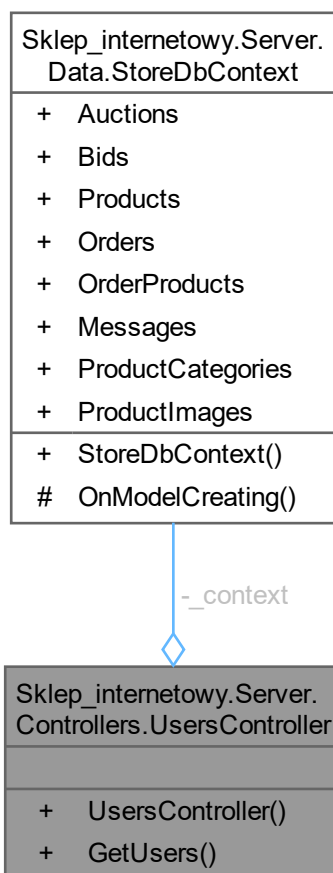 Sklep_internetowy.Server.
Data.StoreDbContext
+ Auctions
+ Bids
+ Products
+ Orders
+ OrderProducts
+ Messages
+ ProductCategories
+ ProductImages
+ StoreDbContext()
# OnModelCreating()
-_context
Sklep_internetowy.Server.
Controllers.UsersController
+ UsersController()
+ GetUsers()